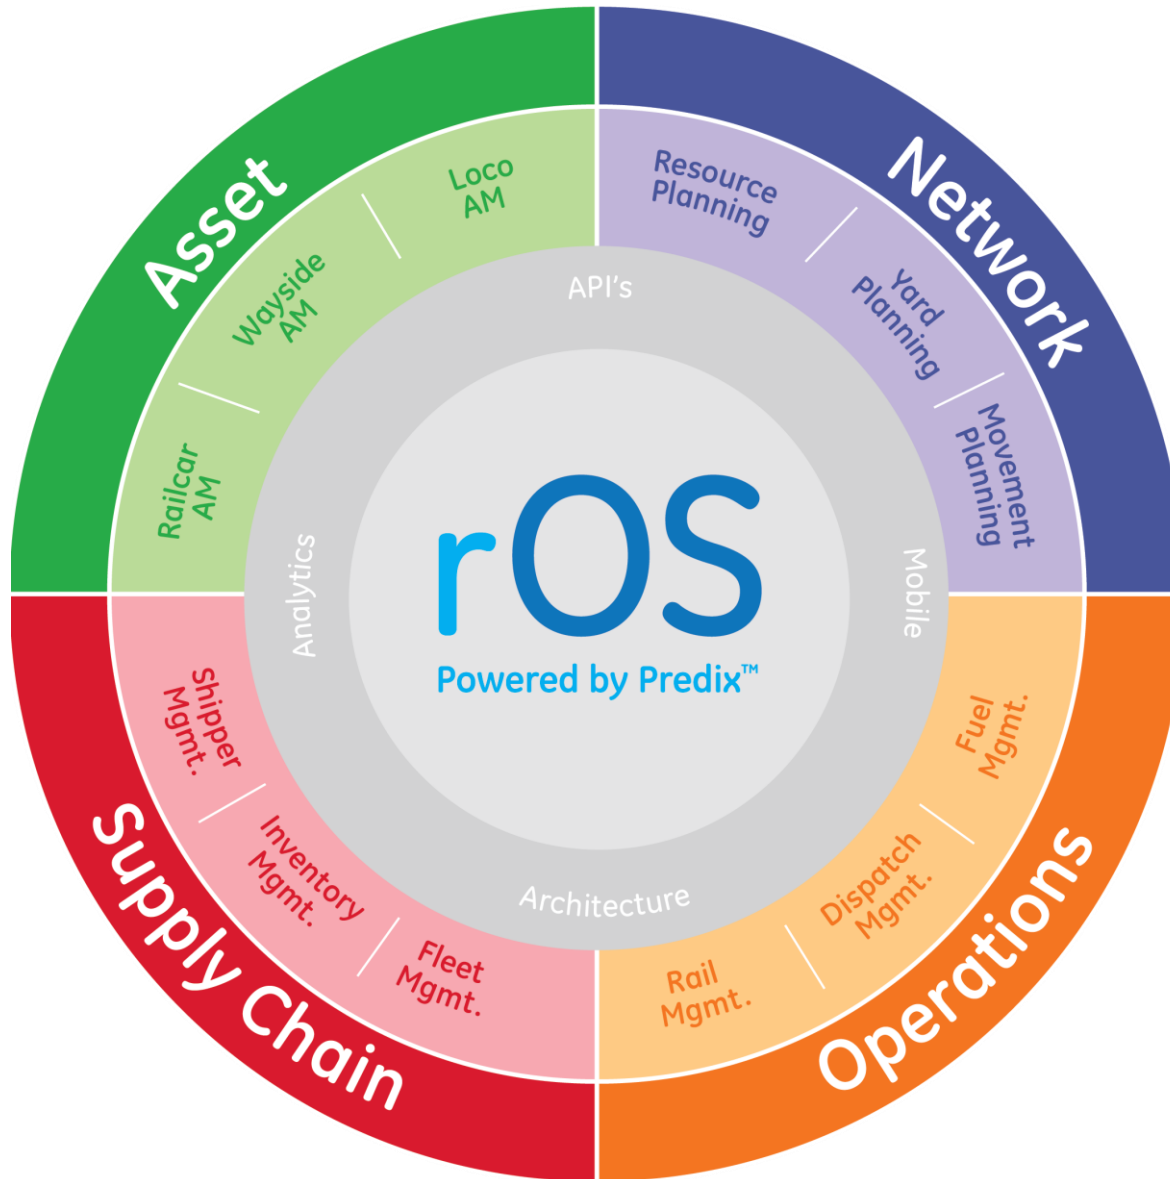 Asset
Loco
AM
Wayside
AM
Railcar
AM
Network
Resource
Planning
Yard
Planning
Movement
Planning
API's
Analytics
Mobile
Architecture
rOS
Powered by Predix™
Supply Chain
Shipper
Mgmt.
Inventory
Mgmt.
Fleet
Mgmt.
Operations
Fuel
Mgmt.
Dispatch
Mgmt.
Rail
Mgmt.